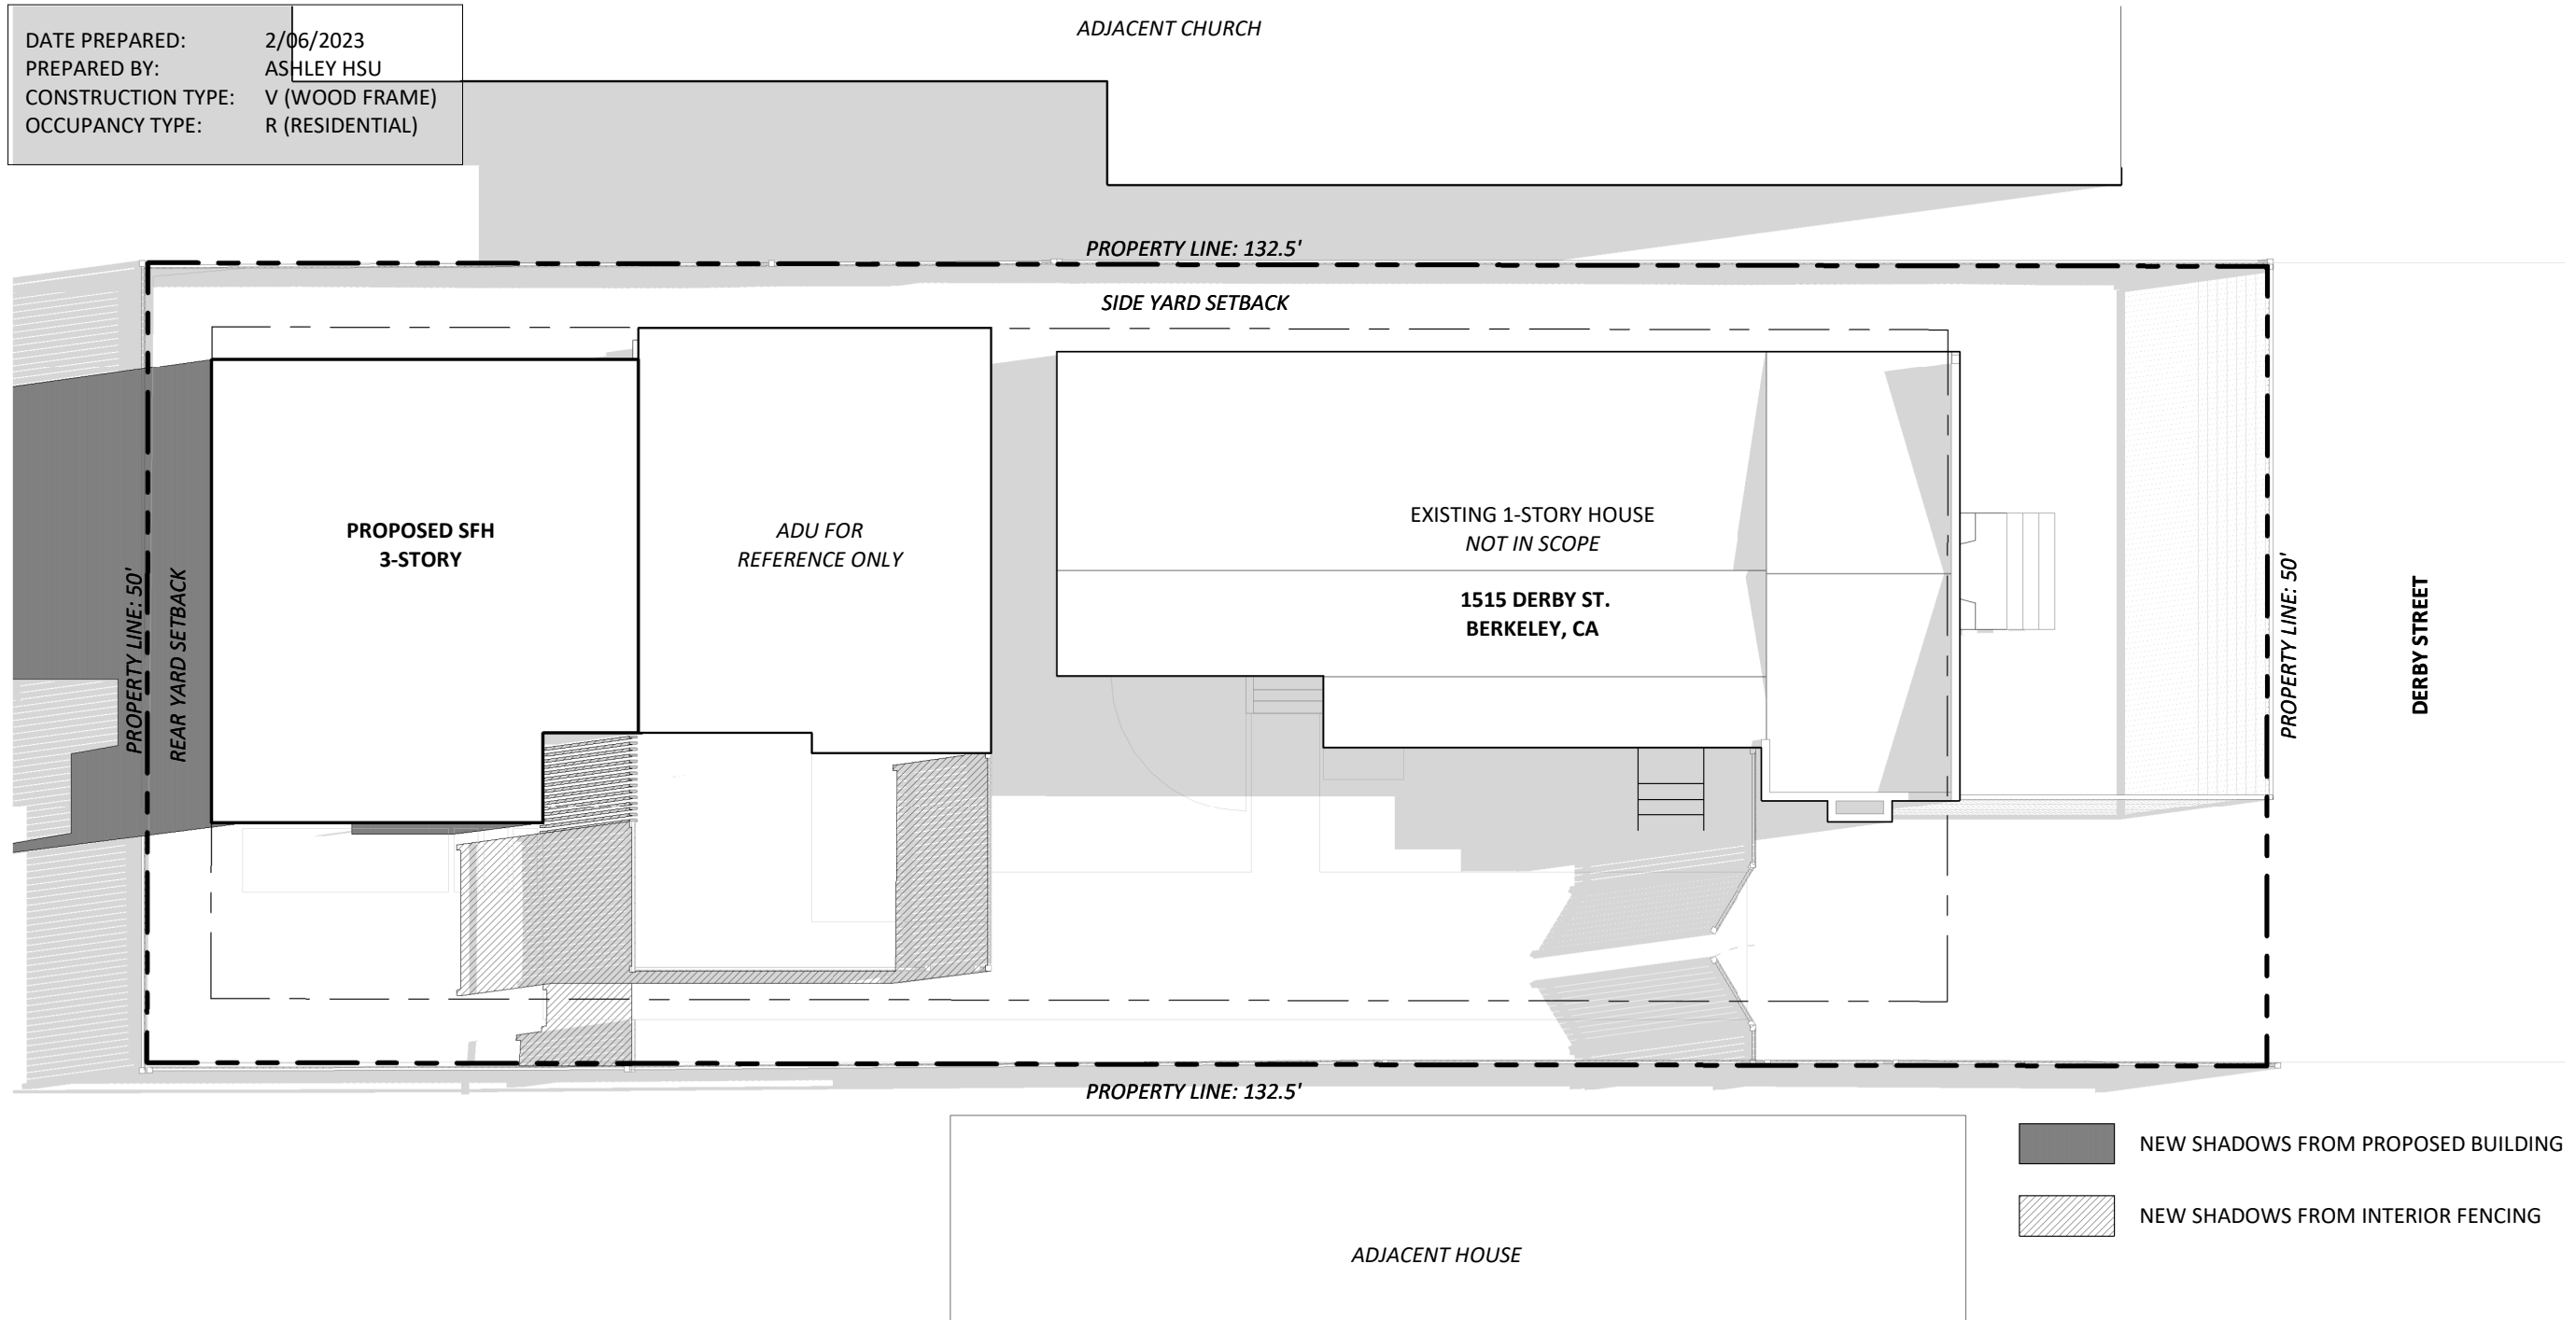 DATE PREPARED: 2/06/2023
PREPARED BY: ASHLEY HSU
CONSTRUCTION TYPE: V (WOOD FRAME)
OCCUPANCY TYPE: R (RESIDENTIAL)
ADJACENT CHURCH
PROPERTY LINE: 132.5'
SIDE YARD SETBACK
PROPOSED SFH
3-STORY
ADU FOR
REFERENCE ONLY
EXISTING 1-STORY HOUSE
NOT IN SCOPE
1515 DERBY ST.
BERKELEY, CA
PROPERTY LINE: 50'
REAR YARD SETBACK
PROPERTY LINE: 50'
DERBY STREET
PROPERTY LINE: 132.5'
NEW SHADOWS FROM PROPOSED BUILDING
NEW SHADOWS FROM INTERIOR FENCING
ADJACENT HOUSE